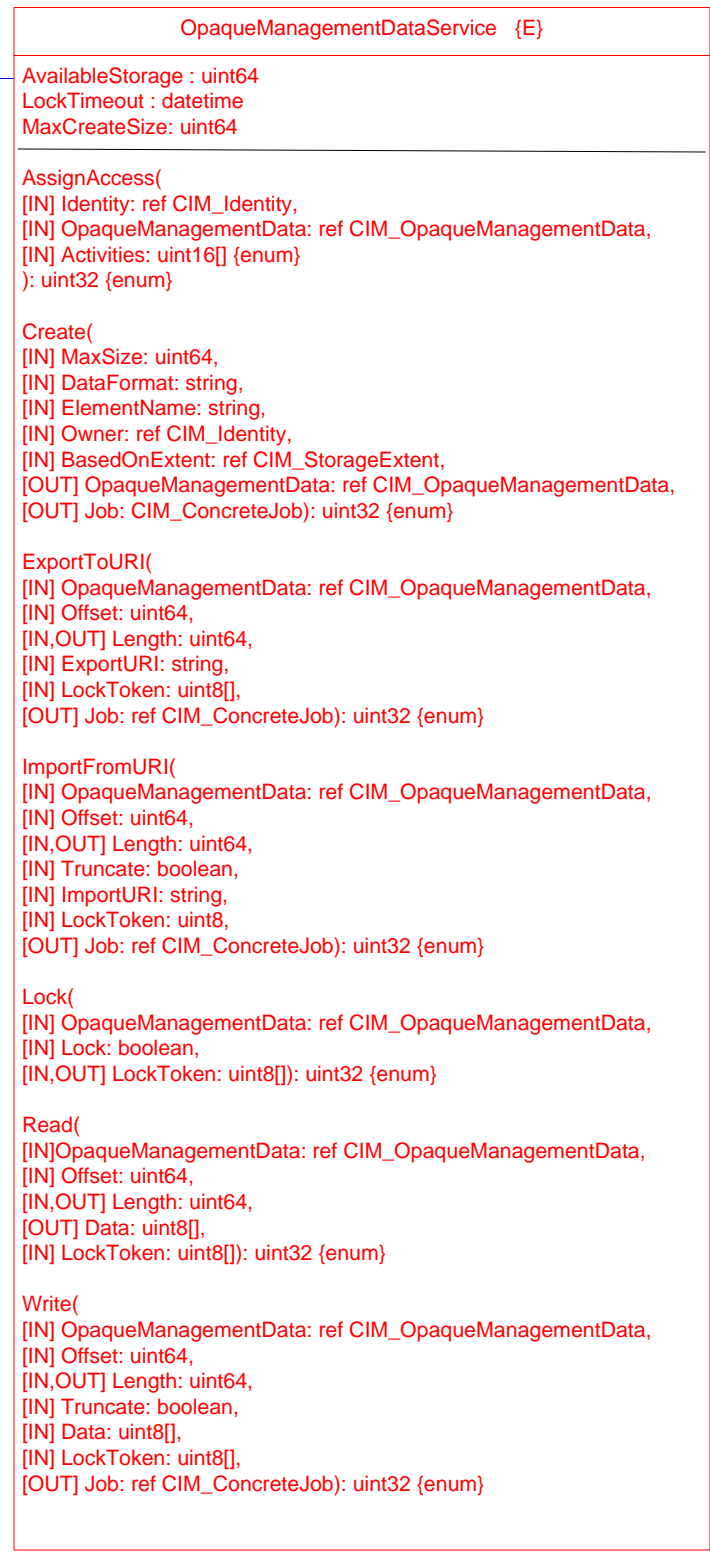 OpaqueManagementDataService {E}
AvailableStorage : uint64
LockTimeout : datetime
MaxCreateSize: uint64
AssignAccess(
[IN] Identity: ref CIM_Identity,
[IN] OpaqueManagementData: ref CIM_OpaqueManagementData,
[IN] Activities: uint16[] {enum}
): uint32 {enum}
Create(
[IN] MaxSize: uint64,
[IN] DataFormat: string,
[IN] ElementName: string,
[IN] Owner: ref CIM_Identity,
[IN] BasedOnExtent: ref CIM_StorageExtent,
[OUT] OpaqueManagementData: ref CIM_OpaqueManagementData,
[OUT] Job: CIM_ConcreteJob): uint32 {enum}
ExportToURI(
[IN] OpaqueManagementData: ref CIM_OpaqueManagementData,
[IN] Offset: uint64,
[IN,OUT] Length: uint64,
[IN] ExportURI: string,
[IN] LockToken: uint8[],
[OUT] Job: ref CIM_ConcreteJob): uint32 {enum}
ImportFromURI(
[IN] OpaqueManagementData: ref CIM_OpaqueManagementData,
[IN] Offset: uint64,
[IN,OUT] Length: uint64,
[IN] Truncate: boolean,
[IN] ImportURI: string,
[IN] LockToken: uint8,
[OUT] Job: ref CIM_ConcreteJob): uint32 {enum}
Lock(
[IN] OpaqueManagementData: ref CIM_OpaqueManagementData,
[IN] Lock: boolean,
[IN,OUT] LockToken: uint8[]): uint32 {enum}
Read(
[IN]OpaqueManagementData: ref CIM_OpaqueManagementData,
[IN] Offset: uint64,
[IN,OUT] Length: uint64,
[OUT] Data: uint8[],
[IN] LockToken: uint8[]): uint32 {enum}
Write(
[IN] OpaqueManagementData: ref CIM_OpaqueManagementData,
[IN] Offset: uint64,
[IN,OUT] Length: uint64,
[IN] Truncate: boolean,
[IN] Data: uint8[],
[IN] LockToken: uint8[],
[OUT] Job: ref CIM_ConcreteJob): uint32 {enum}